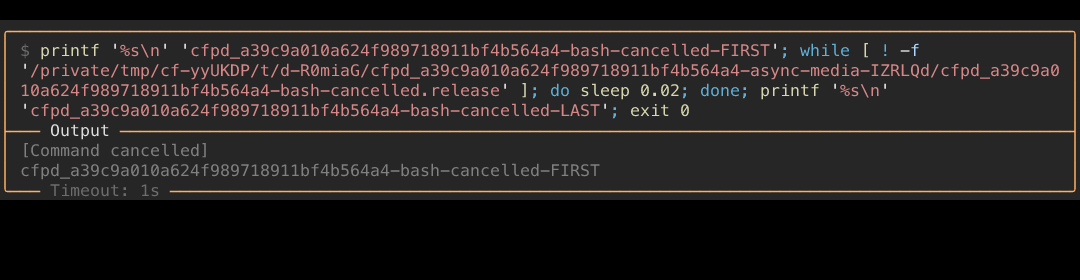 $ printf '%s\n' 'cfpd_a39c9a010a624f989718911bf4b564a4-bash-cancelled-FIRST'; while [ ! -f
'/private/tmp/cf-yyUKDP/t/d-R0miaG/cfpd_a39c9a010a624f989718911bf4b564a4-async-media-IZRLQd/cfpd_a39c9a0
10a624f989718911bf4b564a4-bash-cancelled.release' ]; do sleep 0.02; done; printf '%s\n'
'cfpd_a39c9a010a624f989718911bf4b564a4-bash-cancelled-LAST'; exit 0
Output
[Command cancelled]
cfpd_a39c9a010a624f989718911bf4b564a4-bash-cancelled-FIRST
Timeout: 1s